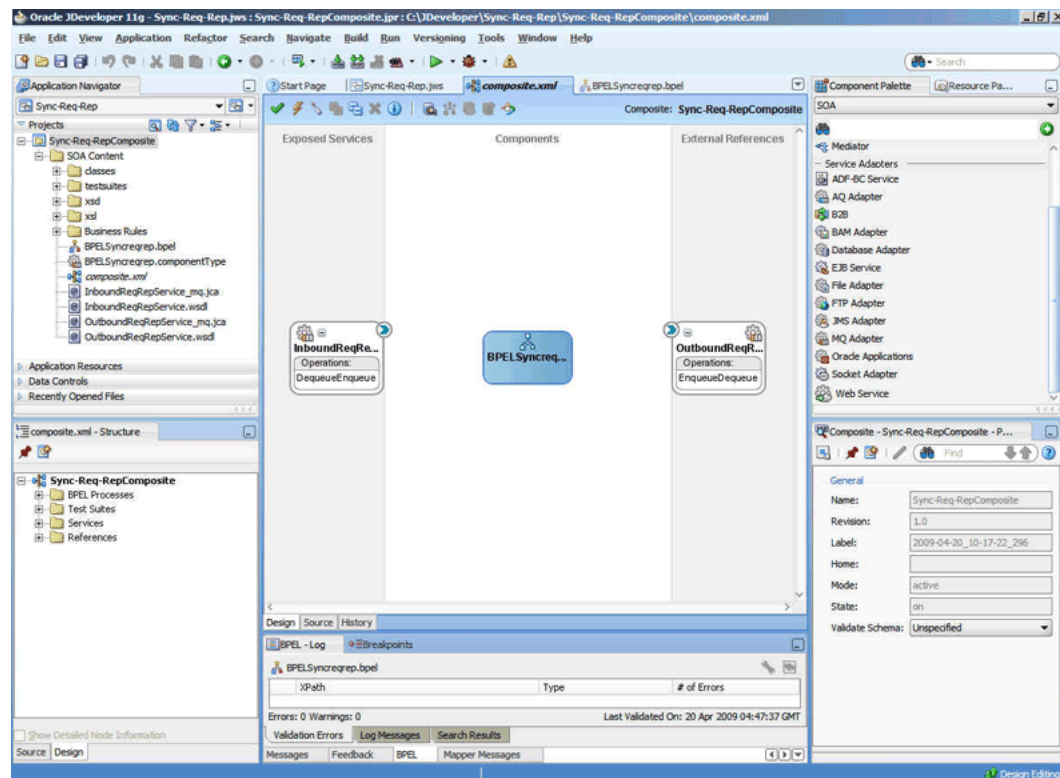 Oracle JDeveloper 11g - Sync-Req-Rep.jws : Sync-Req-RepComposite.jpr : C:\JDeveloper\Sync-Req-Rep\Sync-Req-RepComposite\composite.xml
File Edit View Application Refactor Search Navigate Build Run Versioning Tools Window Help
Search
Application Navigator
Sync-Req-Rep
Projects
Sync-Req-RepComposite
SOA Content
classes
testsuites
xsd
xsl
Business Rules
BPELSyncreqrep.bpel
BPELSyncreqrep.componentType
composite.xml
InboundReqRepService_mq.jca
InboundReqRepService.wsdl
OutboundReqRepService_mq.jca
OutboundReqRepService.wsdl
Application Resources
Data Controls
Recently Opened Files
composite.xml - Structure
Sync-Req-RepComposite
BPEL Processes
Test Suites
Services
References
Show Detailed Node Information
Source Design
Start Page Sync-Req-Rep.jws composite.xml BPELSyncreqrep.bpel
Composite: Sync-Req-RepComposite
Exposed Services Components External References
InboundReqRe...
Operations:
DequeueEnqueue
BPELSyncreq...
OutboundReqR...
Operations:
EnqueueDequeue
Design Source History
BPEL - Log Breakpoints
BPELSyncreqrep.bpel
XPath Type # of Errors
Errors: 0 Warnings: 0 Last Validated On: 20 Apr 2009 04:47:37 GMT
Validation Errors Log Messages Search Results
Messages Feedback BPEL Mapper Messages
Component Palette Resource Pa...
SOA
Mediator
Service Adapters
ADF-BC Service
AQ Adapter
B2B
BAM Adapter
Database Adapter
EJB Service
File Adapter
FTP Adapter
JMS Adapter
MQ Adapter
Oracle Applications
Socket Adapter
Web Service
Composite - Sync-Req-RepComposite - P...
Find
General
Name: Sync-Req-RepComposite
Revision: 1.0
Label: 2009-04-20_10-17-22_296
Home:
Mode: active
State: on
Validate Schema: Unspecified
Design Editing